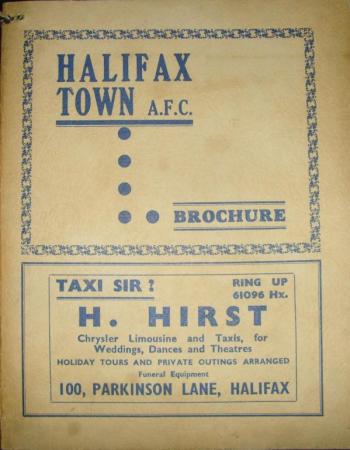 HALIFAX
TOWN A.F.C.
BROCHURE
TAXI SIR?
RING UP
61096 Hx.
H. HIRST
Chrysler Limousine and Taxis, for
Weddings, Dances and Theatres
HOLIDAY TOURS AND PRIVATE OUTINGS ARRANGED
Funeral Equipment
100, PARKINSON LANE, HALIFAX